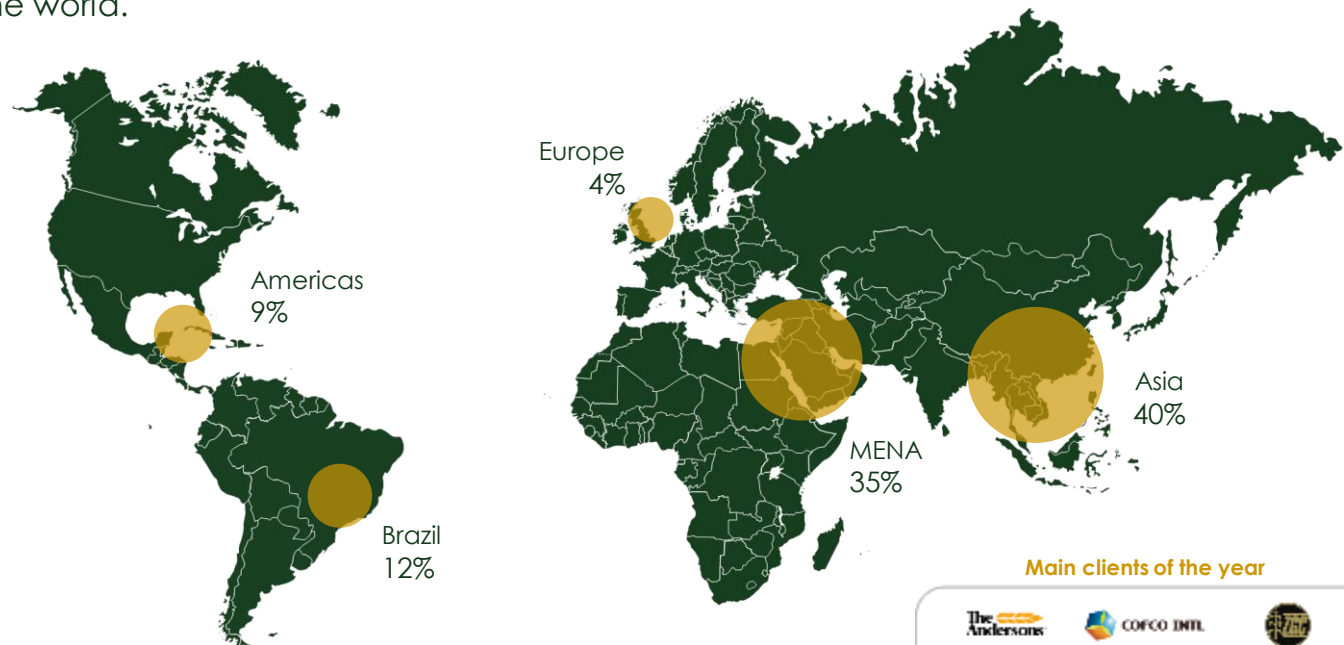 he world.
Europe
4%
Americas
9%
Asia
40%
MENA
35%
Brazil
12%
Main clients of the year
The
Andersons
COFCO INTL